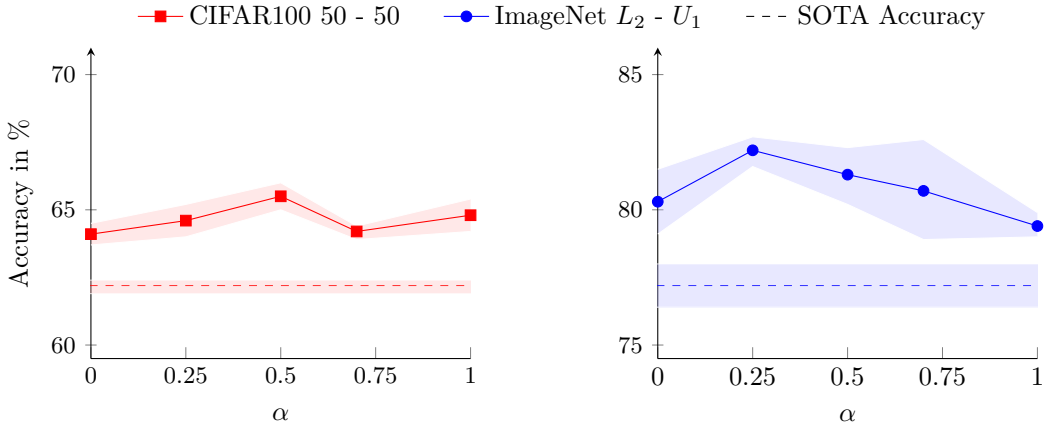 CIFAR100 50 - 50
ImageNet L₂ - U₁
SOTA Accuracy
Accuracy in %
70
65
60
0
0.25
0.5
0.75
1
α
85
80
75
0
0.25
0.5
0.75
1
α